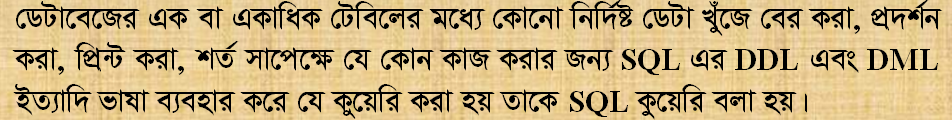 ডেটাবেজের এক বা একাধিক টেবিলের মধ্যে কোনো নির্দিষ্ট ডেটা খুঁজে বের করা, প্রদর্শন
করা, প্রিন্ট করা, শর্ত সাপেক্ষে যে কোন কাজ করার জন্য SQL এর DDL এবং DML
ইত্যাদি ভাষা ব্যবহার করে যে কুয়েরি করা হয় তাকে SQL কুয়েরি বলা হয়।